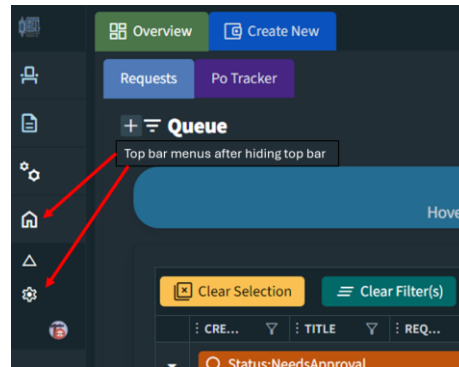 Overview
Create New
Requests
Po Tracker
Queue
Top bar menus after hiding top bar
Hove
Clear Selection
Clear Filter(s)
CRE...
TITLE
REQ...
Status:NeedsApproval